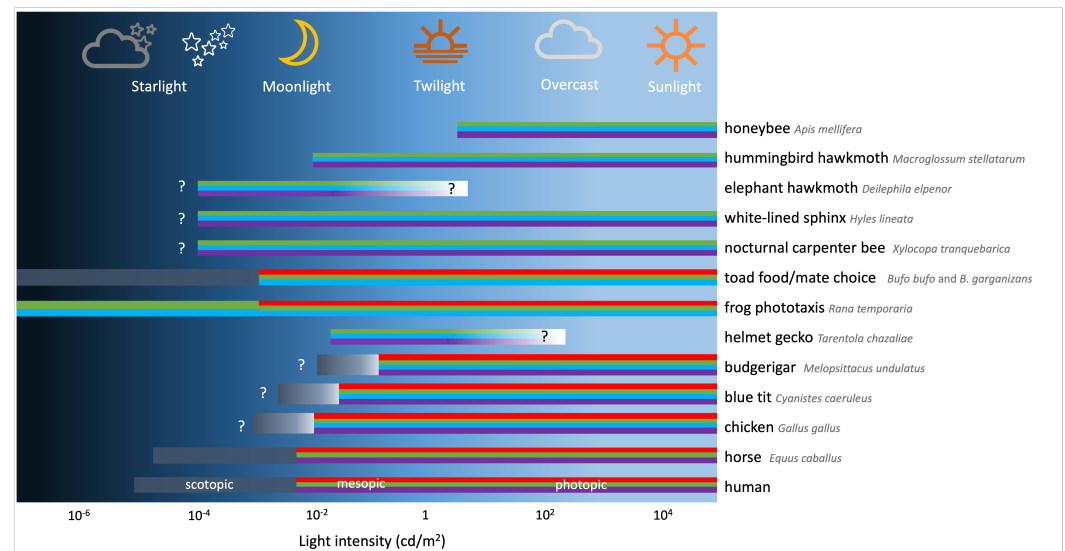 Starlight Moonlight Twilight Overcast Sunlight
honeybee Apis mellifera
hummingbird hawkmoth Macroglossum stellatarum
? ? elephant hawkmoth Deilephila elpenor
? white-lined sphinx Hyles lineata
? nocturnal carpenter bee Xylocopa tranquebarica
toad food/mate choice Bufo bufo and B. garganizans
frog phototaxis Rana temporaria
? helmet gecko Tarentola chazaliae
? budgerigar Melopsittacus undulatus
? blue tit Cyanistes caeruleus
? chicken Gallus gallus
horse Equus caballus
scotopic mesopic photopic human
10⁻⁶ 10⁻⁴ 10⁻² 1 10² 10⁴
Light intensity (cd/m²)